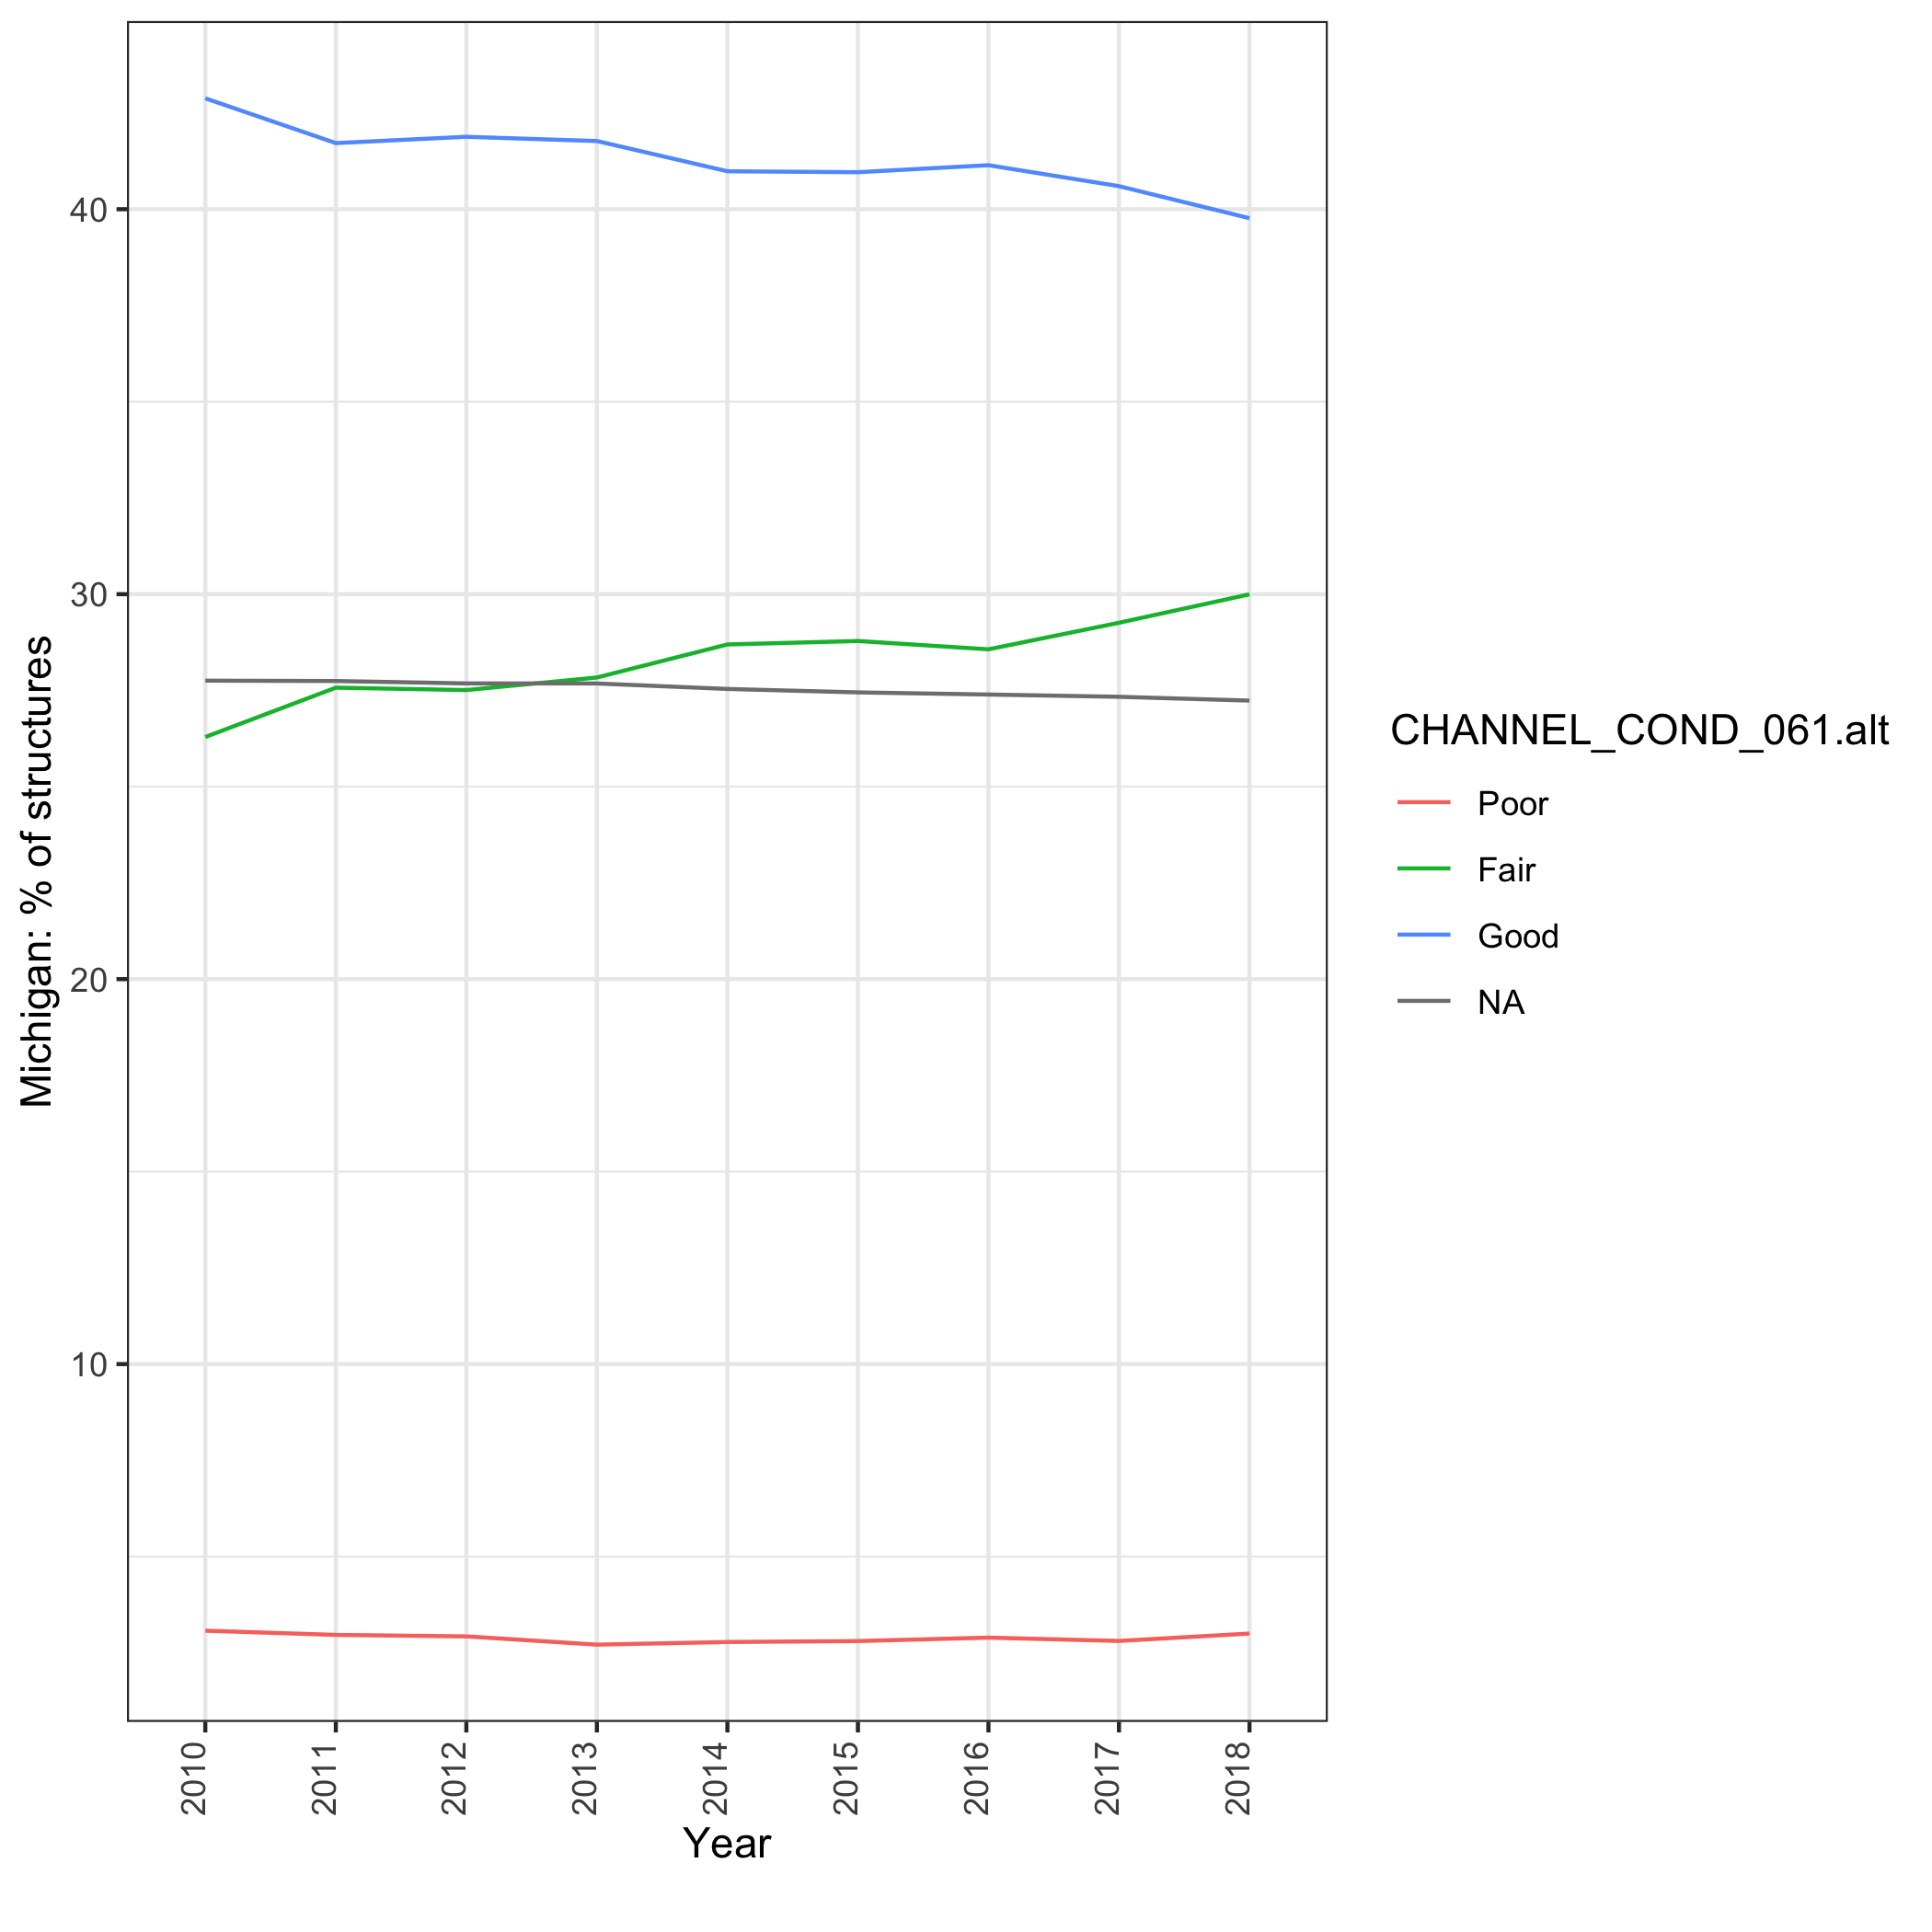 Michigan: % of structures
40
30
20
10
2010
2011
2012
2013
2014
2015
2016
2017
2018
Year
CHANNEL_COND_061.alt
Poor
Fair
Good
NA